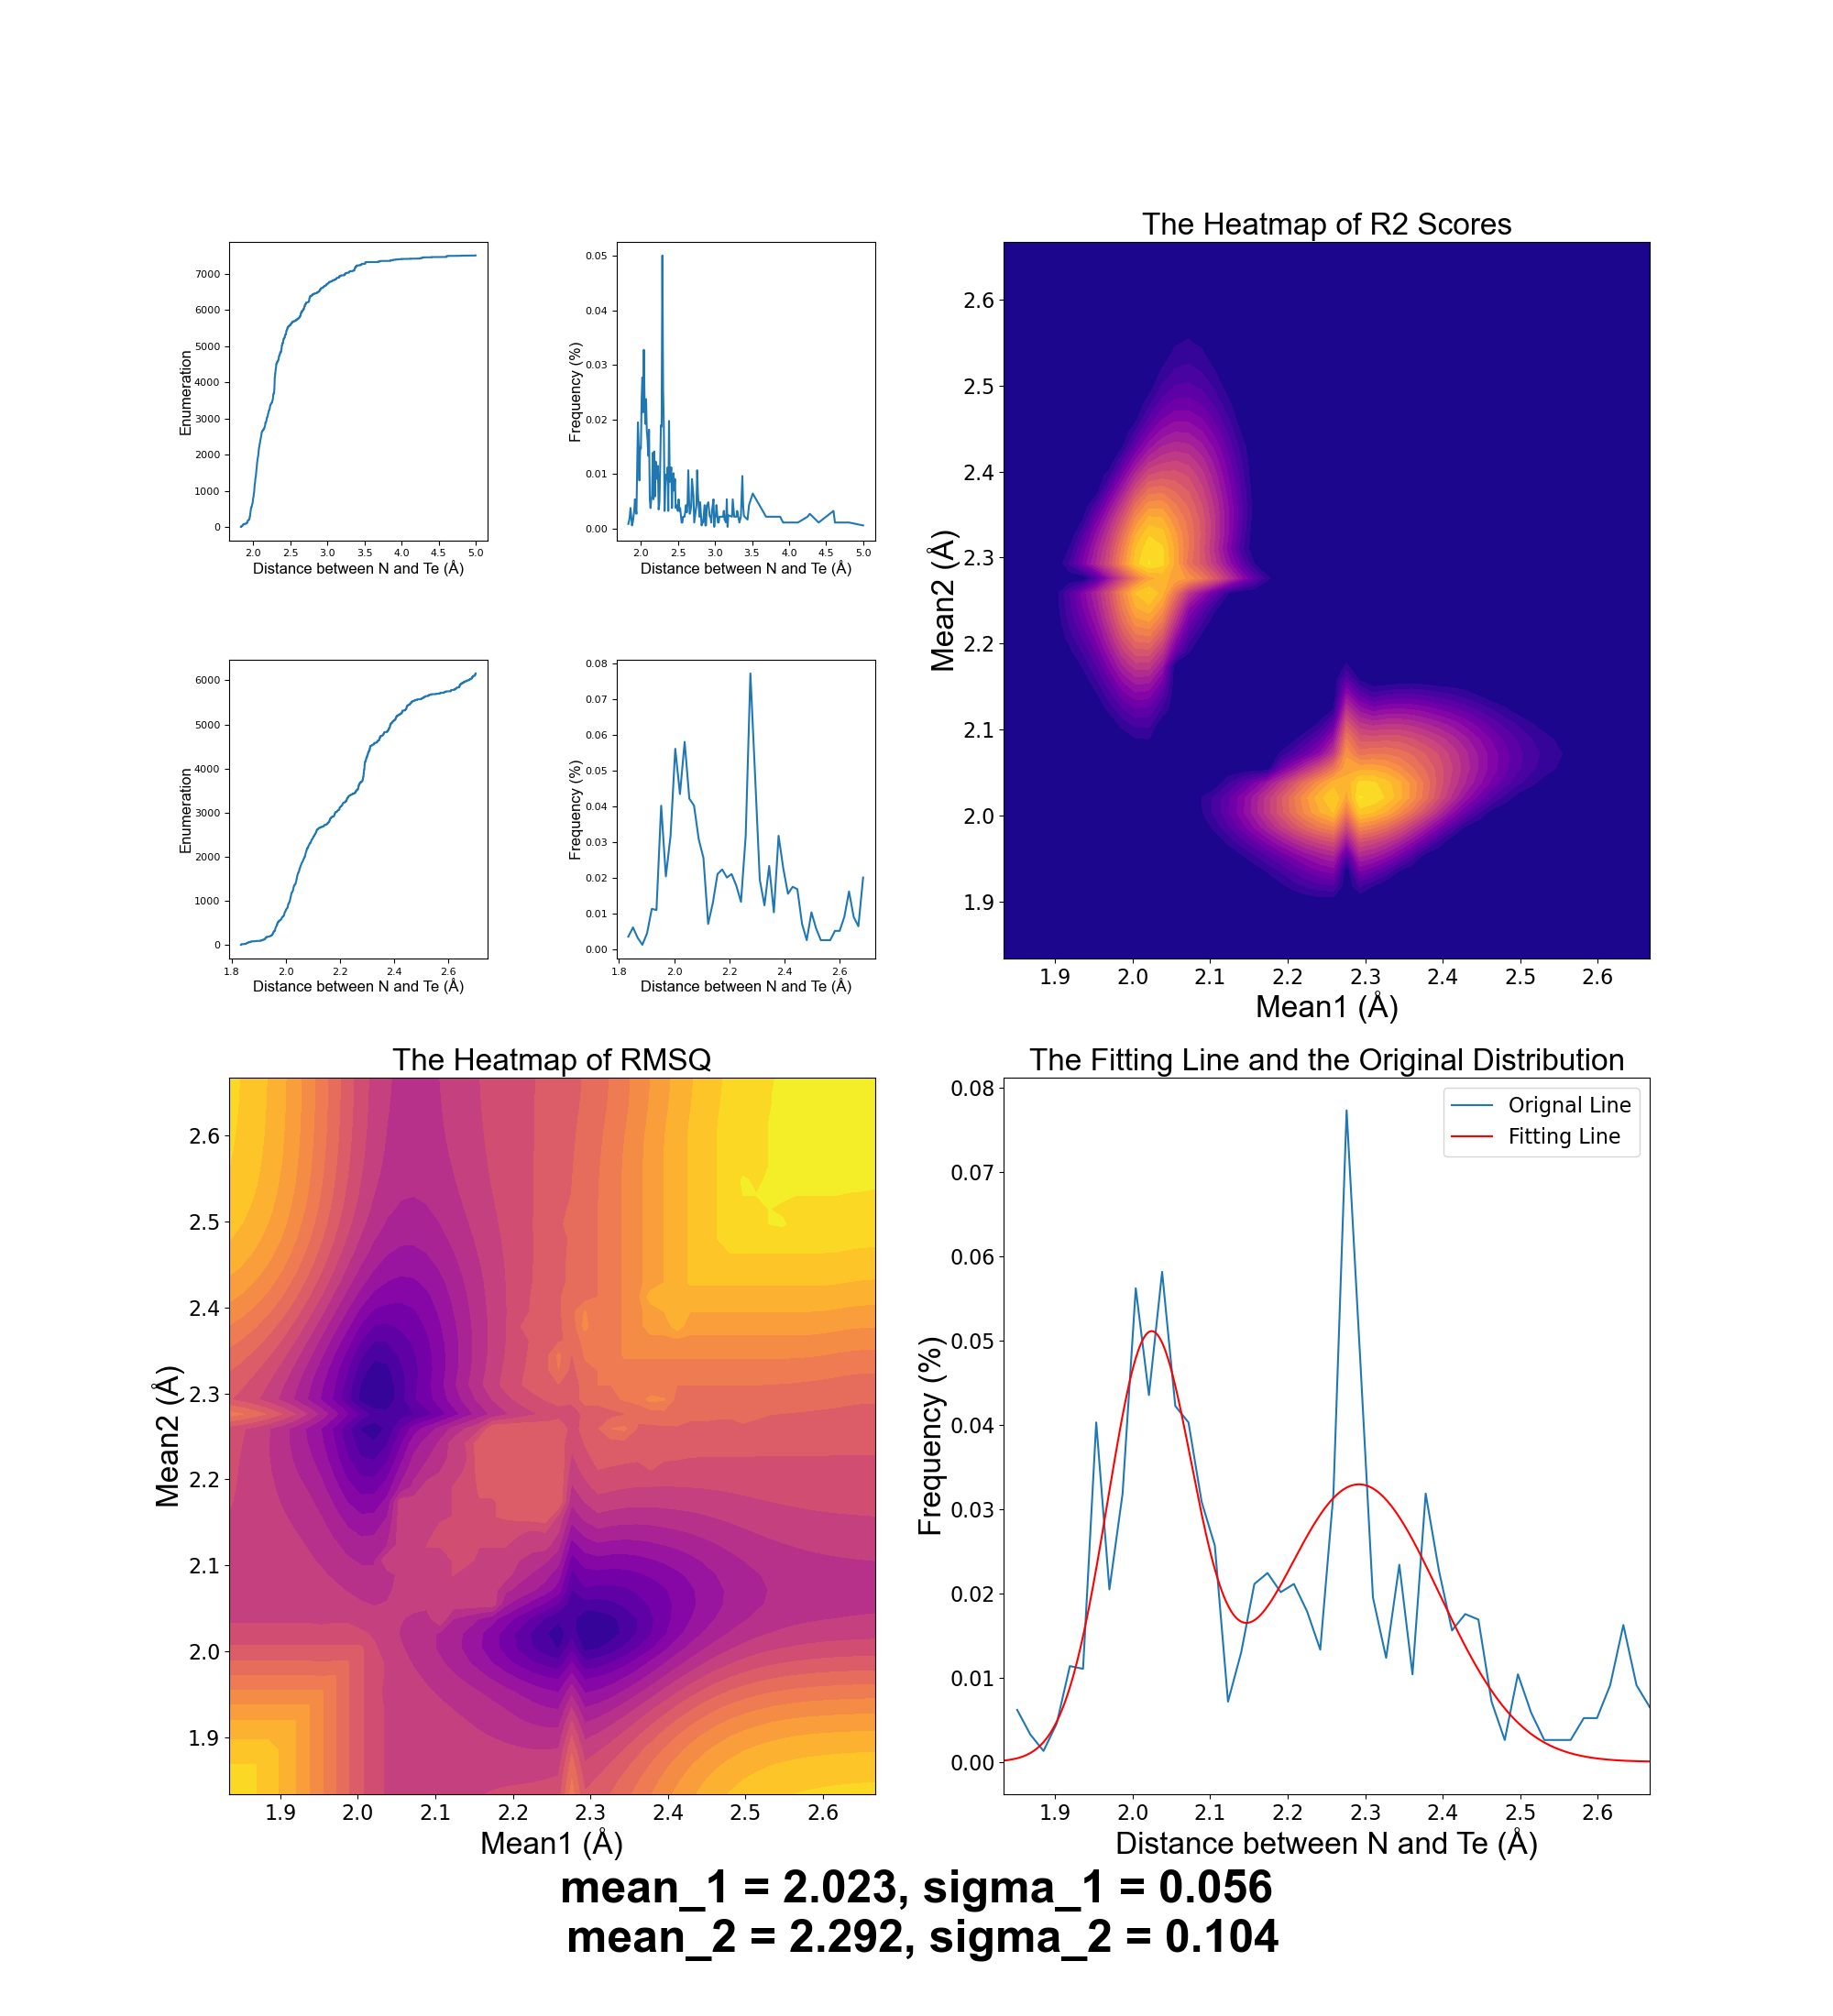 7000
6000
5000
4000
3000
2000
1000
0
Enumeration
2.0 2.5 3.0 3.5 4.0 4.5 5.0
Distance between N and Te (Å)
0.05
0.04
0.03
0.02
0.01
0.00
Frequency (%)
2.0 2.5 3.0 3.5 4.0 4.5 5.0
Distance between N and Te (Å)
The Heatmap of R2 Scores
2.6
2.5
2.4
2.3
2.2
2.1
2.0
1.9
Mean2 (Å)
1.9 2.0 2.1 2.2 2.3 2.4 2.5 2.6
Mean1 (Å)
6000
5000
4000
3000
2000
1000
0
Enumeration
1.8 2.0 2.2 2.4 2.6
Distance between N and Te (Å)
0.08
0.07
0.06
0.05
0.04
0.03
0.02
0.01
0.00
Frequency (%)
1.8 2.0 2.2 2.4 2.6
Distance between N and Te (Å)
The Heatmap of RMSQ
2.6
2.5
2.4
2.3
2.2
2.1
2.0
1.9
Mean2 (Å)
1.9 2.0 2.1 2.2 2.3 2.4 2.5 2.6
Mean1 (Å)
The Fitting Line and the Original Distribution
Orignal Line
Fitting Line
0.08
0.07
0.06
0.05
0.04
0.03
0.02
0.01
0.00
Frequency (%)
1.9 2.0 2.1 2.2 2.3 2.4 2.5 2.6
Distance between N and Te (Å)
mean_1 = 2.023, sigma_1 = 0.056
mean_2 = 2.292, sigma_2 = 0.104